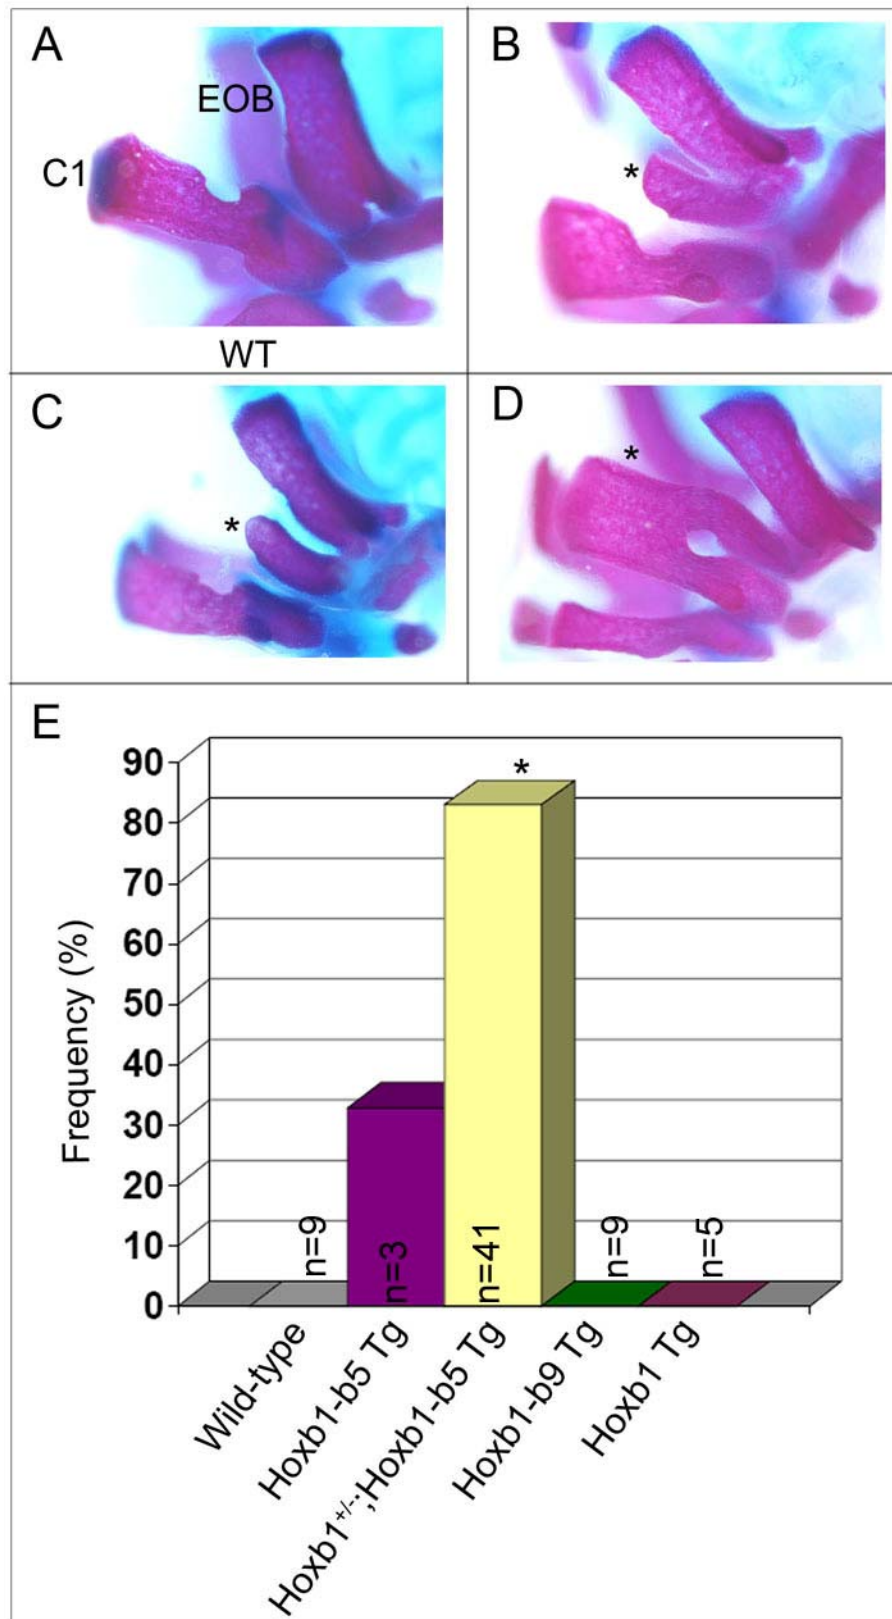 A
EOB
C1
WT
B
*
C
*
D
*
E
*
90
80
70
60
50
40
30
20
10
0
Frequency (%)
n=9
n=3
n=41
n=9
n=5
Wild-type
Hoxb1-b5 Tg
Hoxb1+/-;Hoxb1-b5 Tg
Hoxb1-b9 Tg
Hoxb1 Tg